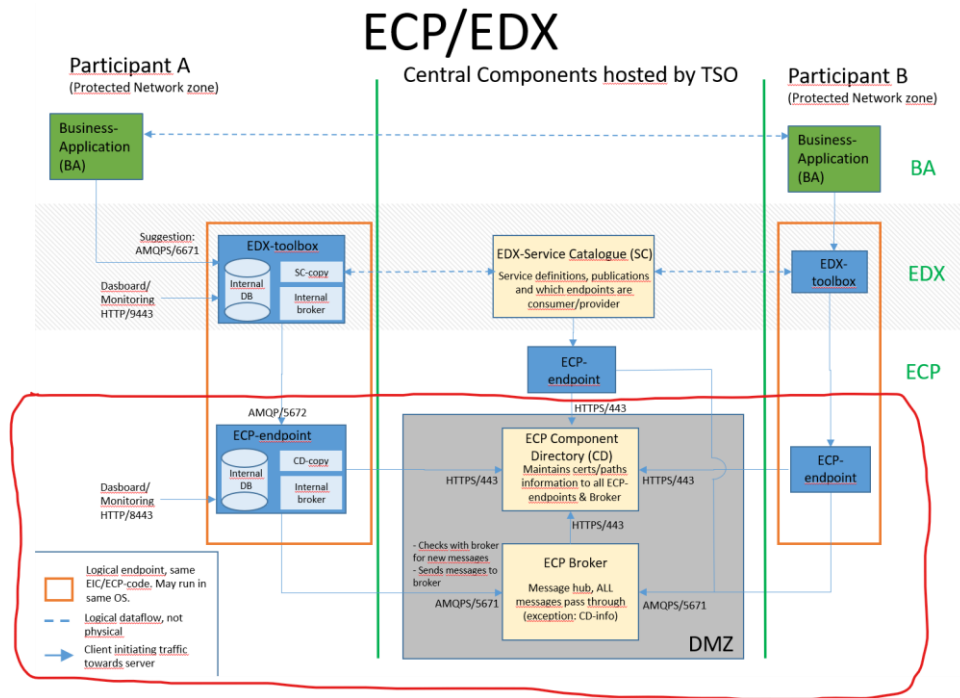 ECP/EDX
Participant A
(Protected Network zone)
Central Components hosted by TSO
Participant B
(Protected Network zone)
Business-
Application
(BA)
Business-
Application
(BA)
BA
Suggestion:
AMQPS/6671
EDX-toolbox
Internal
DB
SC-copy
Internal
broker
Dasboard/
Monitoring
HTTP/9443
EDX-Service Catalogue (SC)
Service definitions, publications
and which endpoints are
consumer/provider
EDX-
toolbox
EDX
ECP-
endpoint
ECP
HTTPS/443
AMQP/5672
ECP-endpoint
Internal
DB
CD-copy
Internal
broker
Dasboard/
Monitoring
HTTP/8443
HTTPS/443
ECP Component
Directory (CD)
Maintains certs/paths
information to all ECP-
endpoints & Broker
HTTPS/443
ECP-
endpoint
HTTPS/443
- Checks with broker
for new messages
- Sends messages to
broker
AMQPS/5671
ECP Broker
Message hub, ALL
messages pass through
(exception: CD-info)
AMQPS/5671
DMZ
Logical endpoint, same
EIC/ECP-code. May run in
same OS.
Logical dataflow, not
physical
Client initiating traffic
towards server